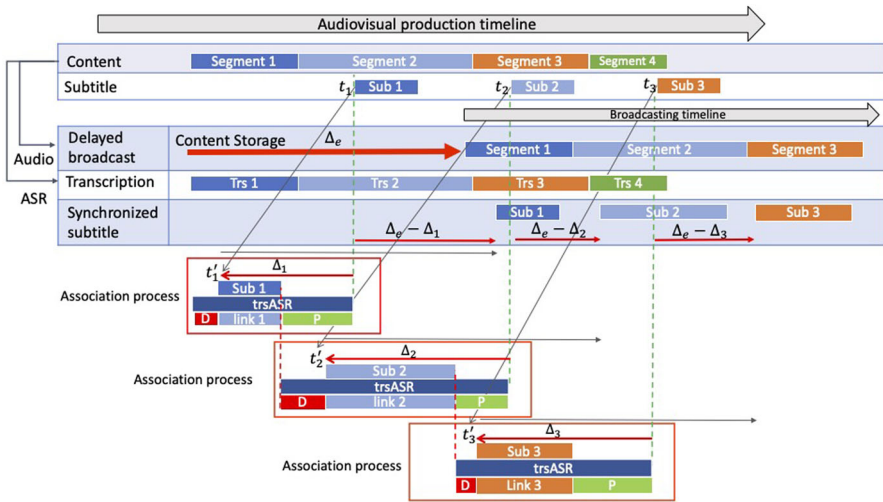 Audiovisual production timeline
Content Segment 1 Segment 2 Segment 3 Segment 4
Subtitle t₁ Sub 1 t₂ Sub 2 t₃ Sub 3
Broadcasting timeline
Delayed broadcast Content Storage Δₑ Segment 1 Segment 2 Segment 3
Audio
Transcription Trs 1 Trs 2 Trs 3 Trs 4
ASR
Synchronized subtitle Sub 1 Sub 2 Sub 3
Δₑ − Δ₁ Δₑ − Δ₂ Δₑ − Δ₃
t₁′ Δ₁
Association process Sub 1
trsASR
D link 1 P
t₂′ Δ₂
Association process Sub 2
trsASR
D link 2 P
t₃′ Δ₃
Sub 3
Association process trsASR
D Link 3 P